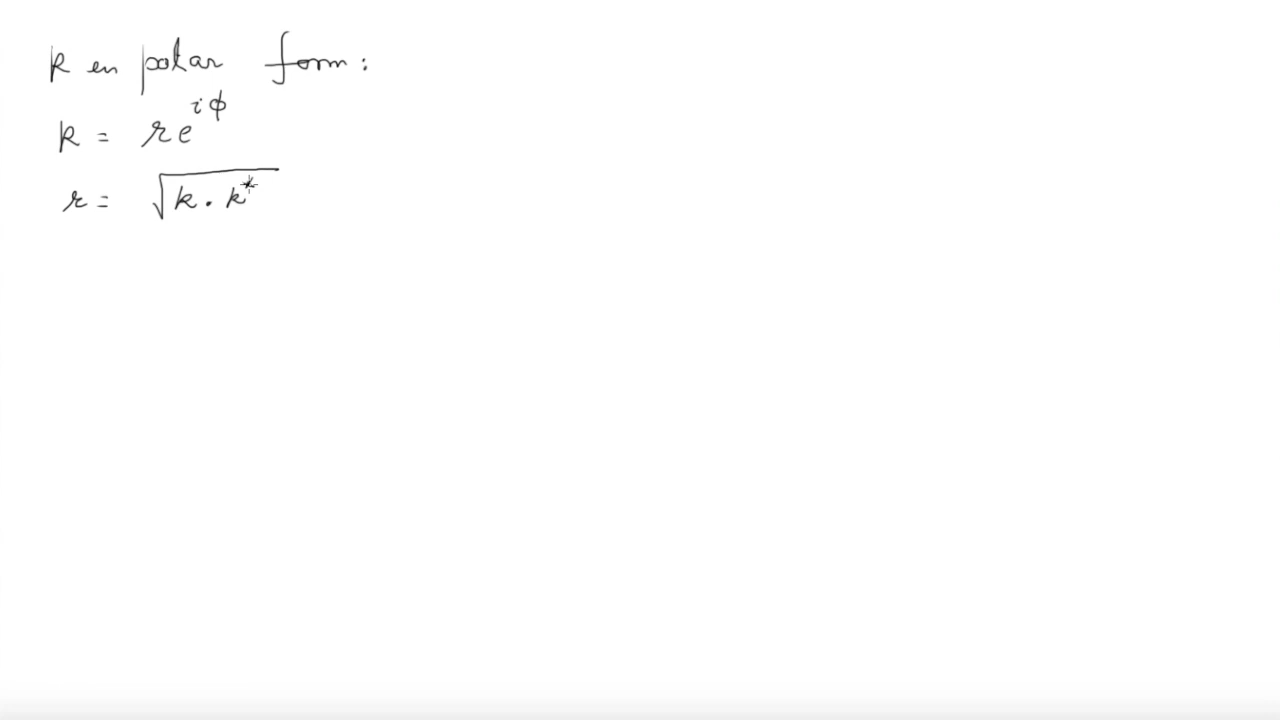 k en polar form:
k = re^{iϕ}
r = √(k . k*)